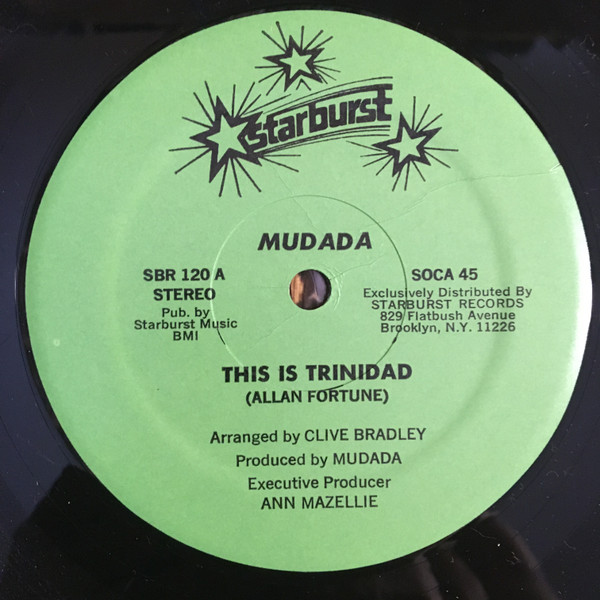 starburst
MUDADA
SBR 120 A
STEREO
Pub. by
Starburst Music
BMI
SOCA 45
Exclusively Distributed By
STARBURST RECORDS
829 Flatbush Avenue
Brooklyn, N.Y. 11226
THIS IS TRINIDAD
(ALLAN FORTUNE)
Arranged by CLIVE BRADLEY
Produced by MUDADA
Executive Producer
ANN MAZELLIE